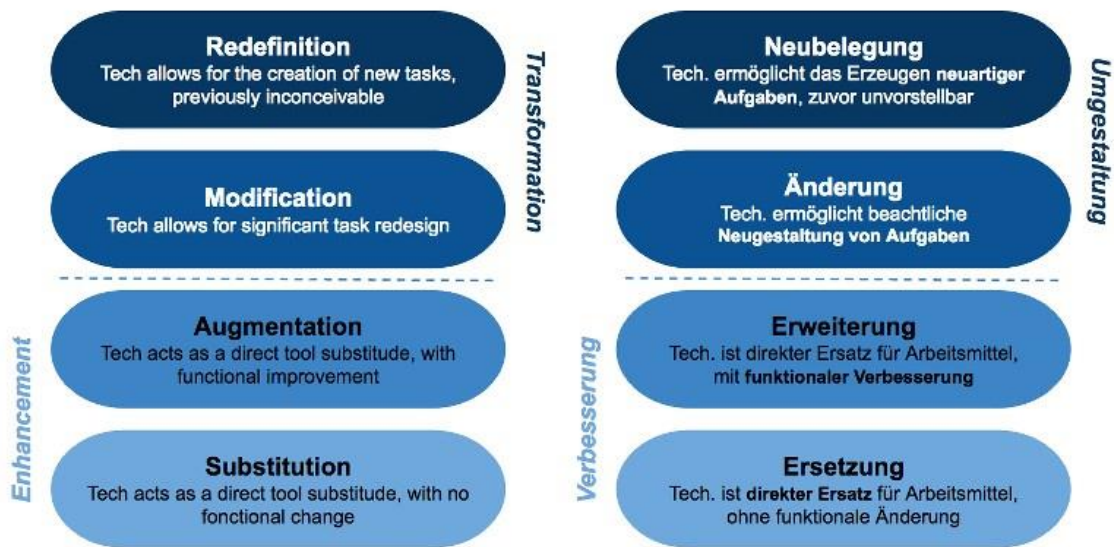 Redefinition
Tech allows for the creation of new tasks,
previously inconceivable
Modification
Tech allows for significant task redesign
Transformation
Augmentation
Tech acts as a direct tool substitude, with
functional improvement
Substitution
Tech acts as a direct tool substitude, with no
fonctional change
Enhancement
Neubelegung
Tech. ermöglicht das Erzeugen neuartiger
Aufgaben, zuvor unvorstellbar
Änderung
Tech. ermöglicht beachtliche
Neugestaltung von Aufgaben
Umgestaltung
Erweiterung
Tech. ist direkter Ersatz für Arbeitsmittel,
mit funktionaler Verbesserung
Ersetzung
Tech. ist direkter Ersatz für Arbeitsmittel,
ohne funktionale Änderung
Verbesserung